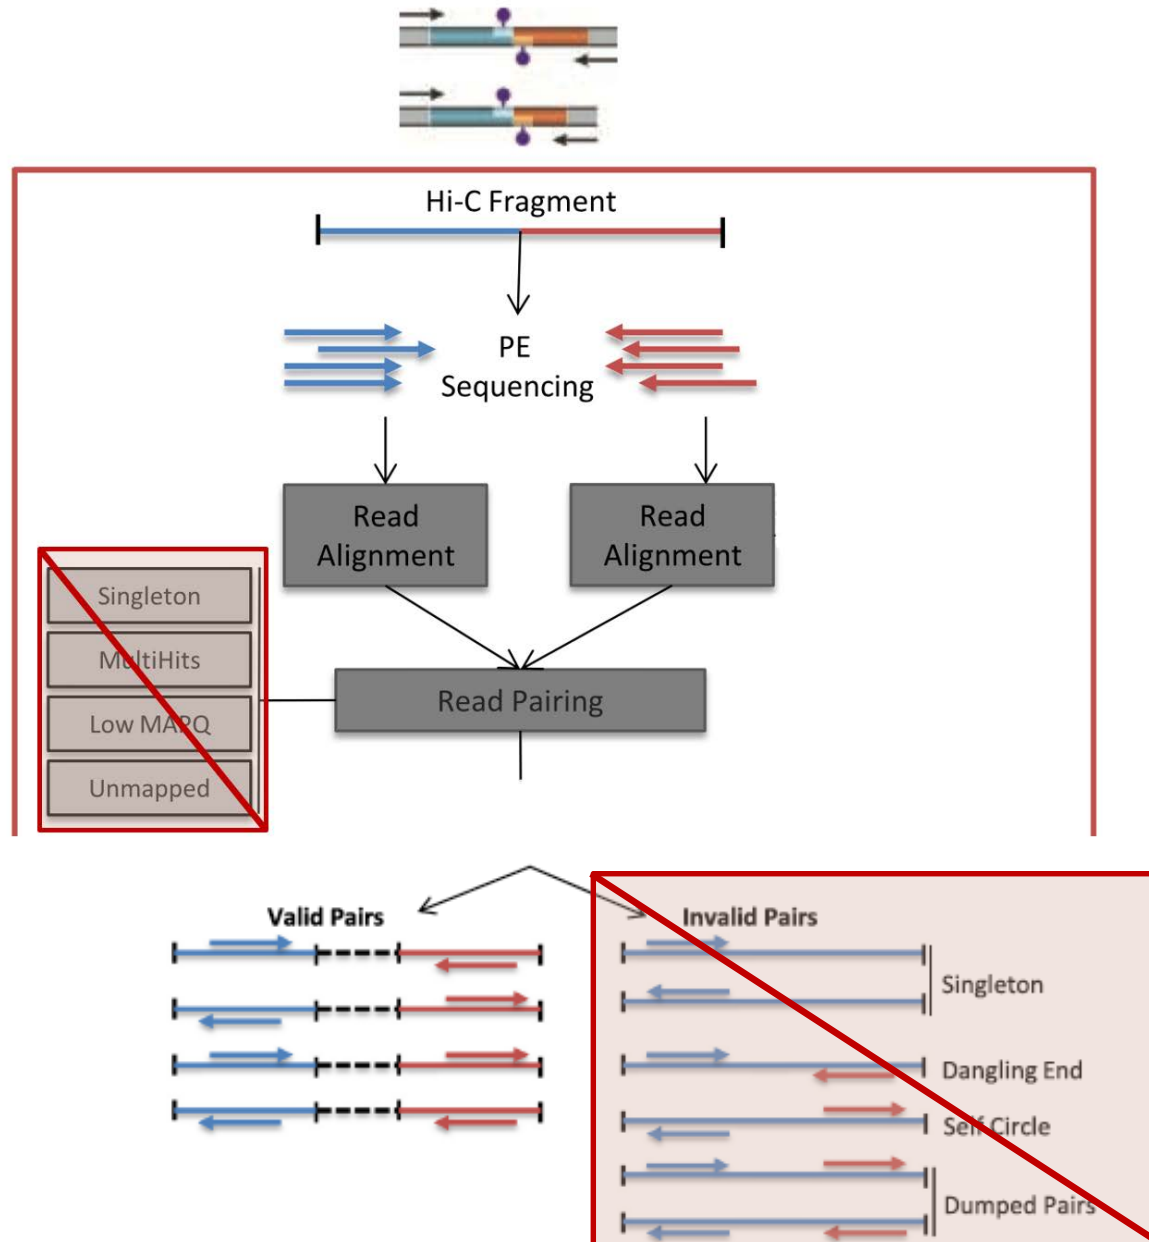 Hi-C Fragment
PE
Sequencing
Read
Alignment
Read
Alignment
Singleton
MultiHits
Low MAPQ
Unmapped
Read Pairing
Valid Pairs
Invalid Pairs
Singleton
Dangling End
Self Circle
Dumped Pairs